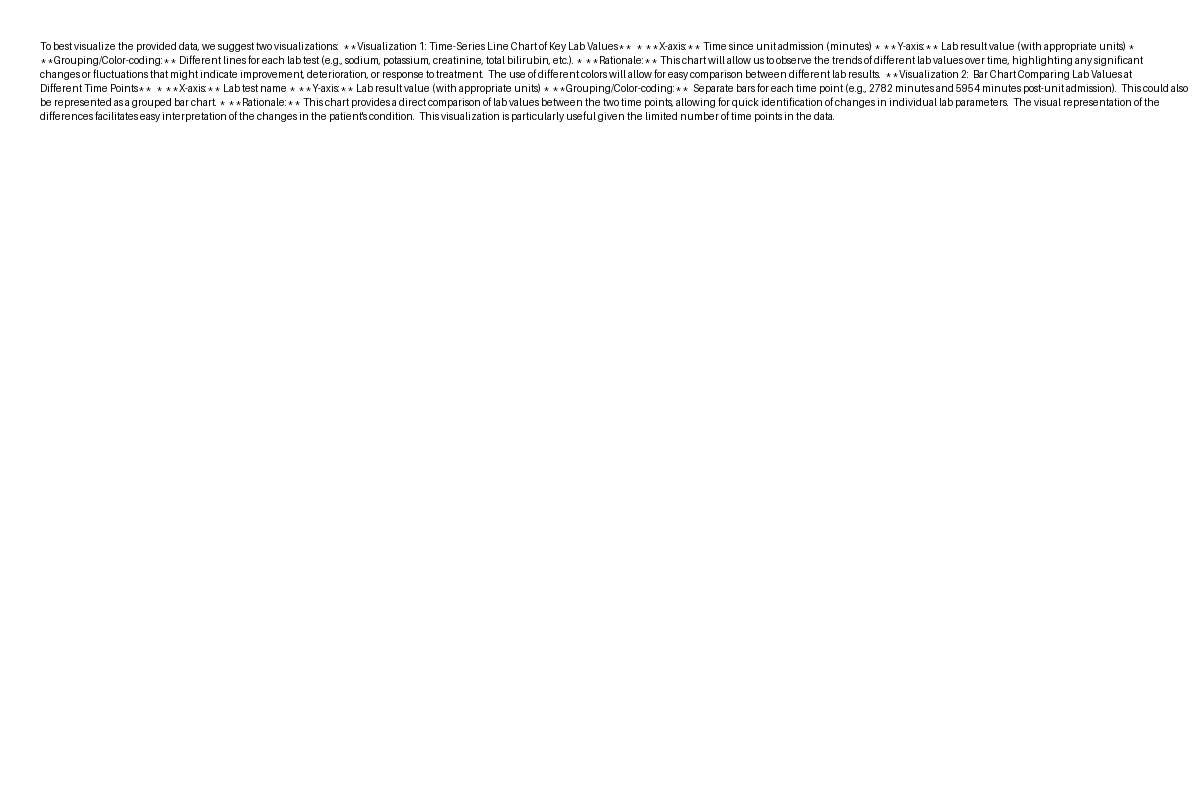 To best visualize the provided data, we suggest two visualizations:  **Visualization 1: Time-Series Line Chart of Key Lab Values**  * **X-axis:** Time since unit admission (minutes) * **Y-axis:** Lab result value (with appropriate units) *
**Grouping/Color-coding:** Different lines for each lab test (e.g., sodium, potassium, creatinine, total bilirubin, etc.). * **Rationale:** This chart will allow us to observe the trends of different lab values over time, highlighting any significant
changes or fluctuations that might indicate improvement, deterioration, or response to treatment.  The use of different colors will allow for easy comparison between different lab results.  **Visualization 2:  Bar Chart Comparing Lab Values at
Different Time Points**  * **X-axis:** Lab test name * **Y-axis:** Lab result value (with appropriate units) * **Grouping/Color-coding:**  Separate bars for each time point (e.g., 2782 minutes and 5954 minutes post-unit admission).  This could also
be represented as a grouped bar chart. * **Rationale:** This chart provides a direct comparison of lab values between the two time points, allowing for quick identification of changes in individual lab parameters.  The visual representation of the
differences facilitates easy interpretation of the changes in the patient's condition.  This visualization is particularly useful given the limited number of time points in the data.